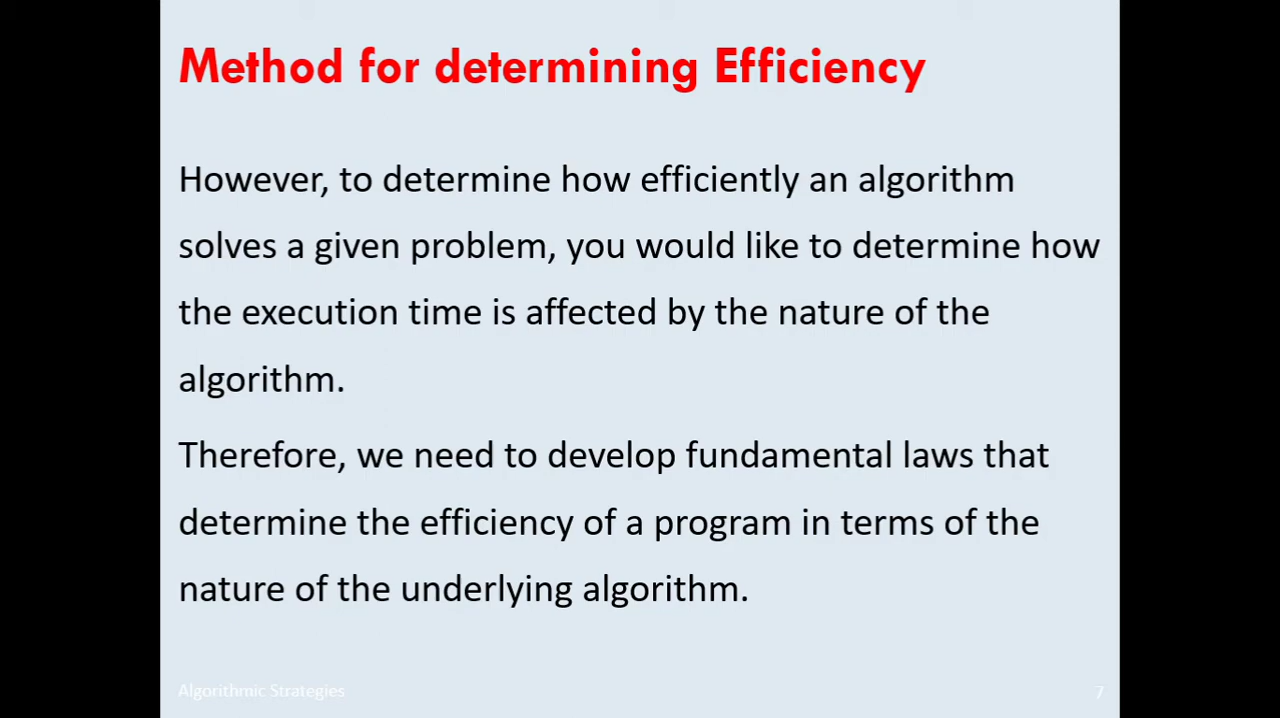 Method for determining Efficiency
However, to determine how efficiently an algorithm
solves a given problem, you would like to determine how
the execution time is affected by the nature of the
algorithm.
Therefore, we need to develop fundamental laws that
determine the efficiency of a program in terms of the
nature of the underlying algorithm.
Algorithmic Strategies
7